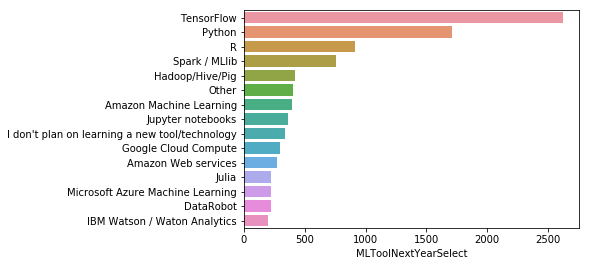 TensorFlow
Python
R
Spark / MLlib
Hadoop/Hive/Pig
Other
Amazon Machine Learning
Jupyter notebooks
I don't plan on learning a new tool/technology
Google Cloud Compute
Amazon Web services
Julia
Microsoft Azure Machine Learning
DataRobot
IBM Watson / Waton Analytics
0 500 1000 1500 2000 2500
MLToolNextYearSelect